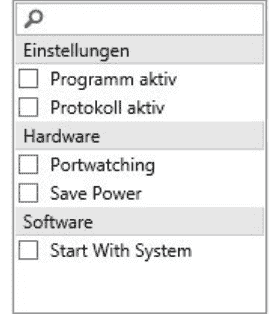 Einstellungen
Programm aktiv
Protokoll aktiv
Hardware
Portwatching
Save Power
Software
Start With System